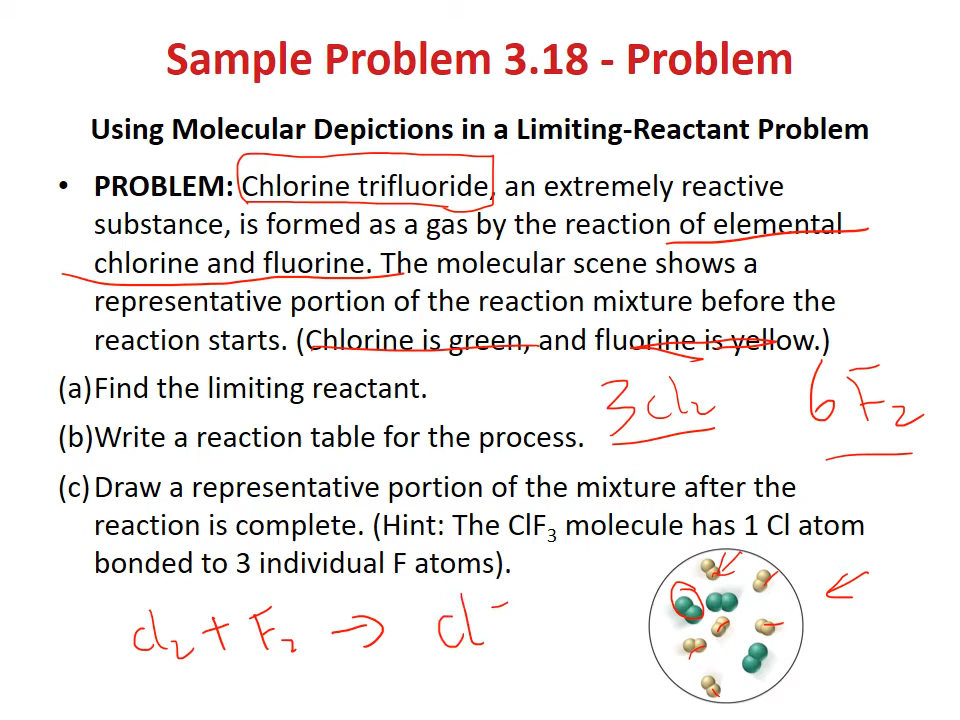 Sample Problem 3.18 - Problem
Using Molecular Depictions in a Limiting-Reactant Problem
• PROBLEM: Chlorine trifluoride, an extremely reactive
substance, is formed as a gas by the reaction of elemental
chlorine and fluorine. The molecular scene shows a
representative portion of the reaction mixture before the
reaction starts. (Chlorine is green, and fluorine is yellow.)
(a) Find the limiting reactant.
3Cl₂ 6F₂
(b) Write a reaction table for the process.
(c) Draw a representative portion of the mixture after the
reaction is complete. (Hint: The ClF₃ molecule has 1 Cl atom
bonded to 3 individual F atoms).
Cl₂ + F₂ → Cl